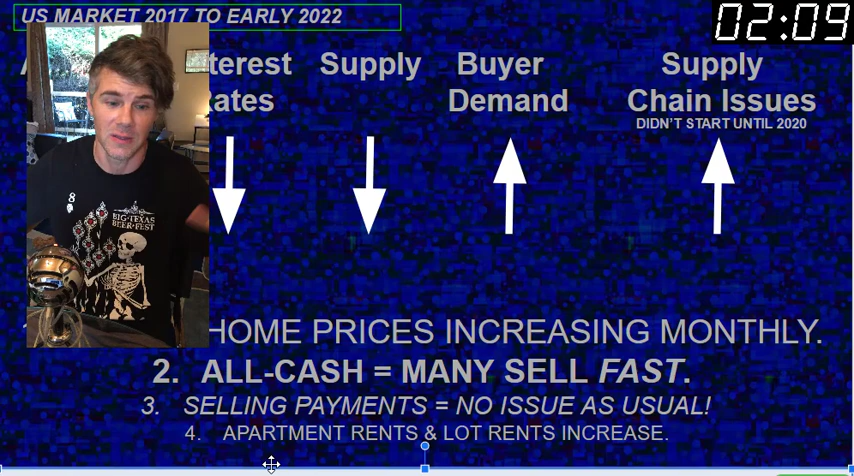 US MARKET 2017 TO EARLY 2022
02:09
Supply
Buyer
Demand
Supply
Chain Issues
DIDN'T START UNTIL 2020
8
BIG TEXAS
BEER FEST
HOME PRICES INCREASING MONTHLY.
2. ALL-CASH = MANY SELL FAST.
3. SELLING PAYMENTS = NO ISSUE AS USUAL!
4. APARTMENT RENTS & LOT RENTS INCREASE.